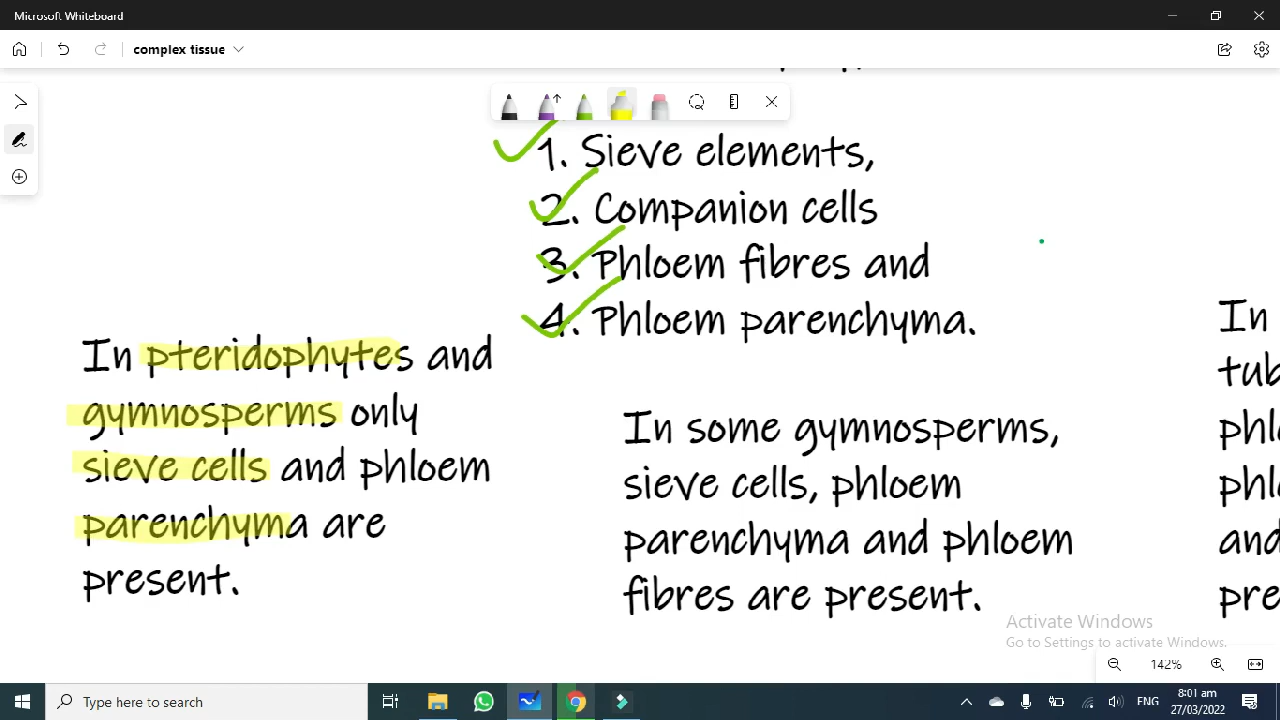 Microsoft Whiteboard
complex tissue
1. Sieve elements,
2. Companion cells
3. Phloem fibres and
4. Phloem parenchyma.
In pteridophytes and
gymnosperms only
sieve cells and phloem
parenchyma are
present.
In some gymnosperms,
sieve cells, phloem
parenchyma and phloem
fibres are present.
In
Activate Windows
Go to Settings to activate Windows.
142%
Type here to search
ENG
8:01 am
27/03/2022